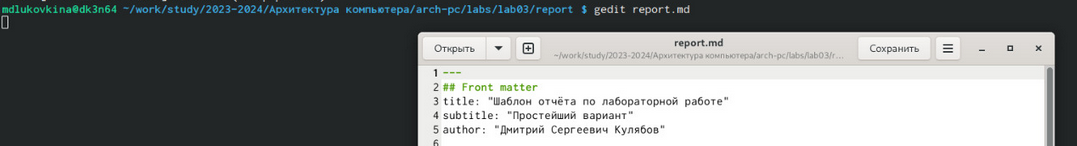 mdlukovkina@dk3n64 ~/work/study/2023-2024/Архитектура компьютера/arch-pc/labs/lab03/report $ gedit report.md
Открыть
report.md
~/work/study/2023-2024/Архитектура компьютера/arch-pc/labs/lab03/r...
Сохранить
1 ---
2 ## Front matter
3 title: "Шаблон отчёта по лабораторной работе"
4 subtitle: "Простейший вариант"
5 author: "Дмитрий Сергеевич Кулябов"
6